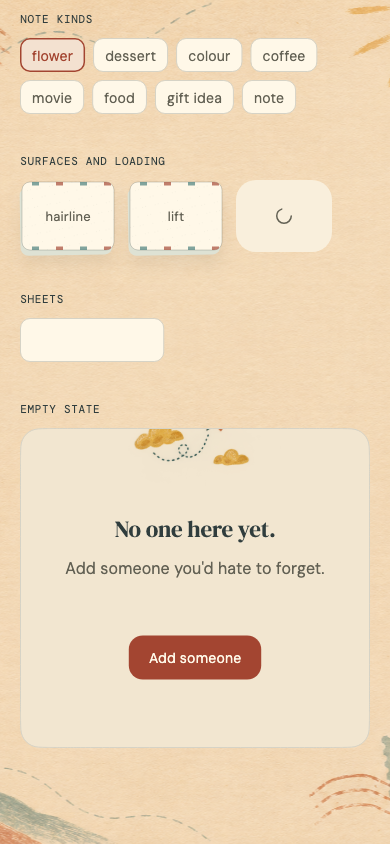 NOTE KINDS
flower dessert colour coffee
movie food gift idea note
SURFACES AND LOADING
hairline lift
SHEETS
EMPTY STATE
No one here yet.
Add someone you'd hate to forget.
Add someone